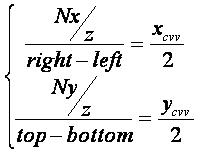 Nx/z / right − left = x_cvv / 2
Ny/z / top − bottom = y_cvv / 2